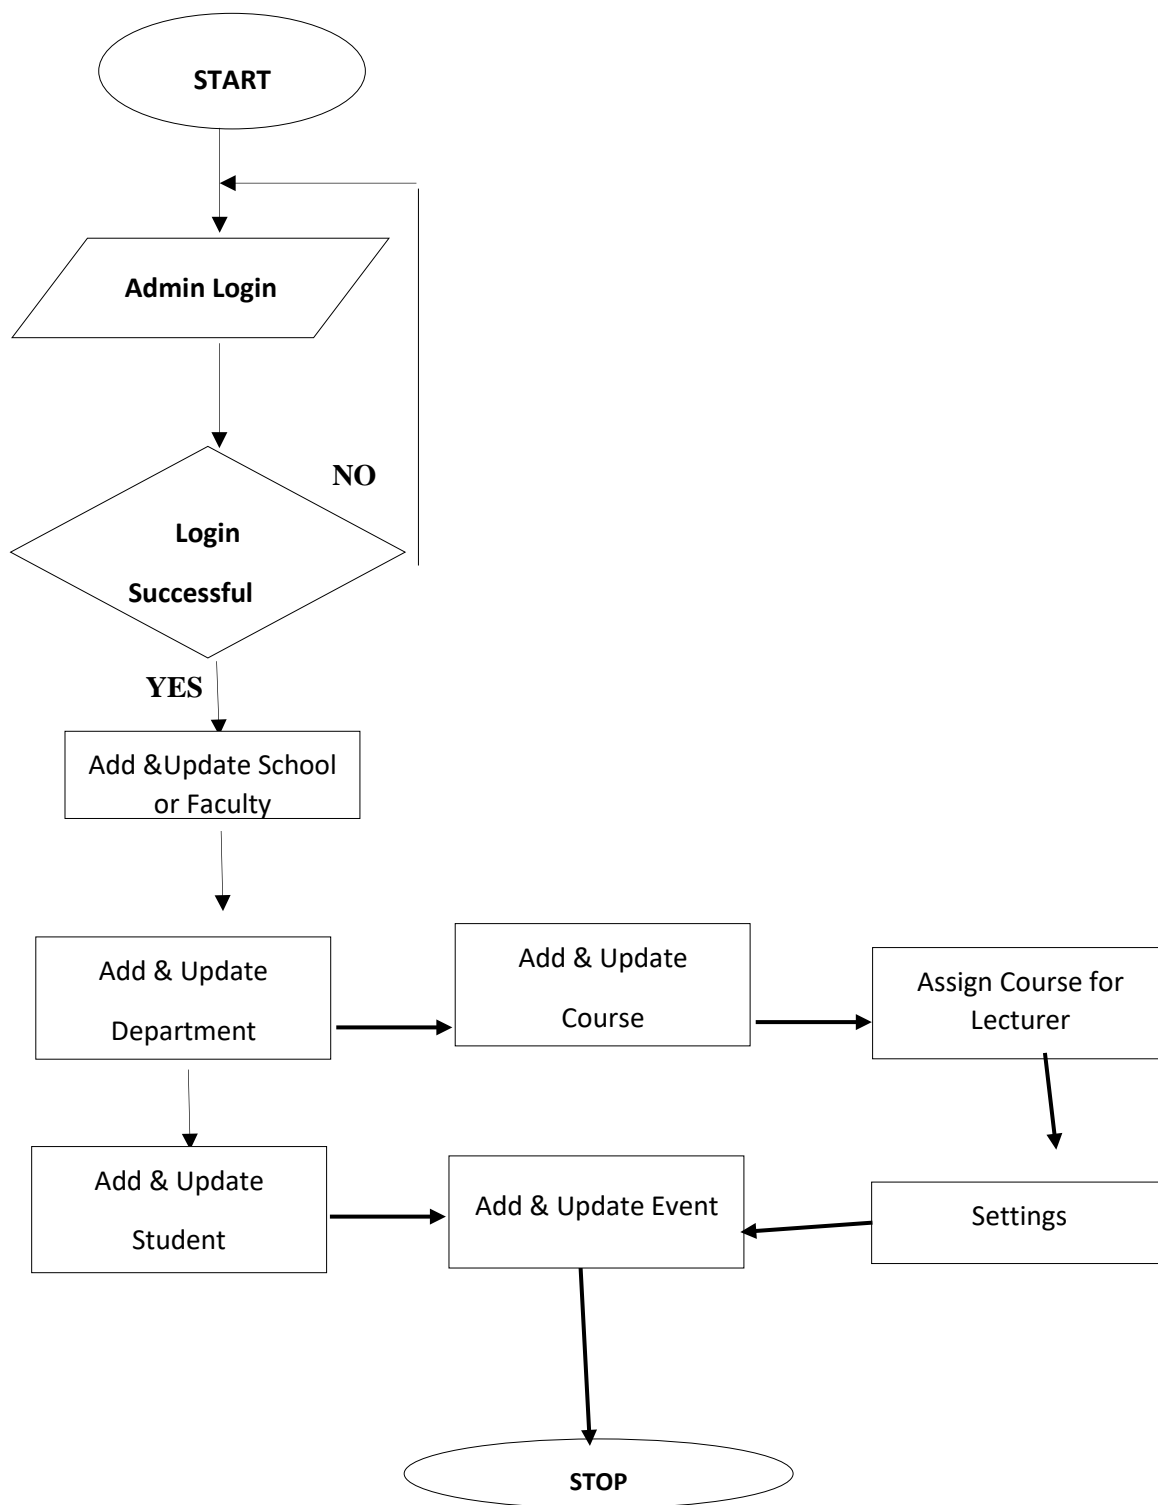 START
Admin Login
NO
Login
Successful
YES
Add &Update School
or Faculty
Add & Update
Department
Add & Update
Course
Assign Course for
Lecturer
Add & Update
Student
Add & Update Event
Settings
STOP